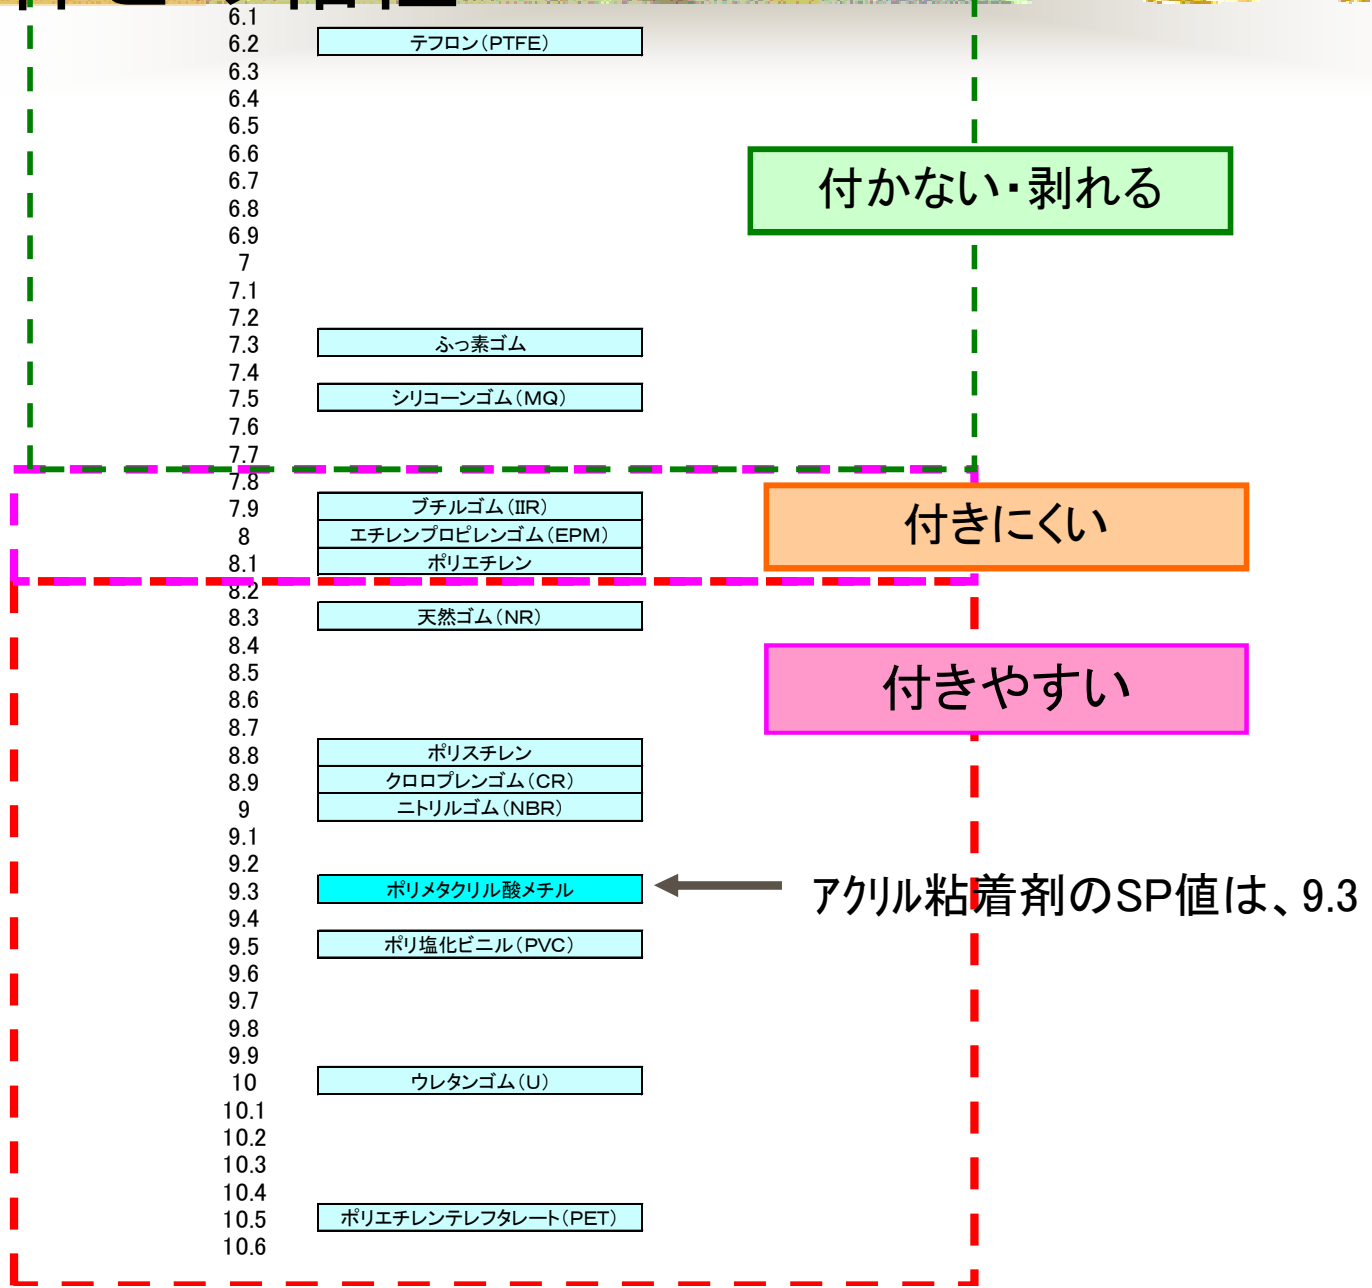 6.1
6.2 テフロン(PTFE)
6.3
6.4
6.5
6.6
6.7 付かない・剥れる
6.8
6.9
7
7.1
7.2
7.3 ふっ素ゴム
7.4
7.5 シリコーンゴム(MQ)
7.6
7.7
7.8
7.9 ブチルゴム(IIR)
8 エチレンプロピレンゴム(EPM) 付きにくい
8.1 ポリエチレン
8.2
8.3 天然ゴム(NR)
8.4
8.5 付きやすい
8.6
8.7
8.8 ポリスチレン
8.9 クロロプレンゴム(CR)
9 ニトリルゴム(NBR)
9.1
9.2
9.3 ポリメタクリル酸メチル アクリル粘着剤のSP値は、9.3
9.4
9.5 ポリ塩化ビニル(PVC)
9.6
9.7
9.8
9.9
10 ウレタンゴム(U)
10.1
10.2
10.3
10.4
10.5 ポリエチレンテレフタレート(PET)
10.6